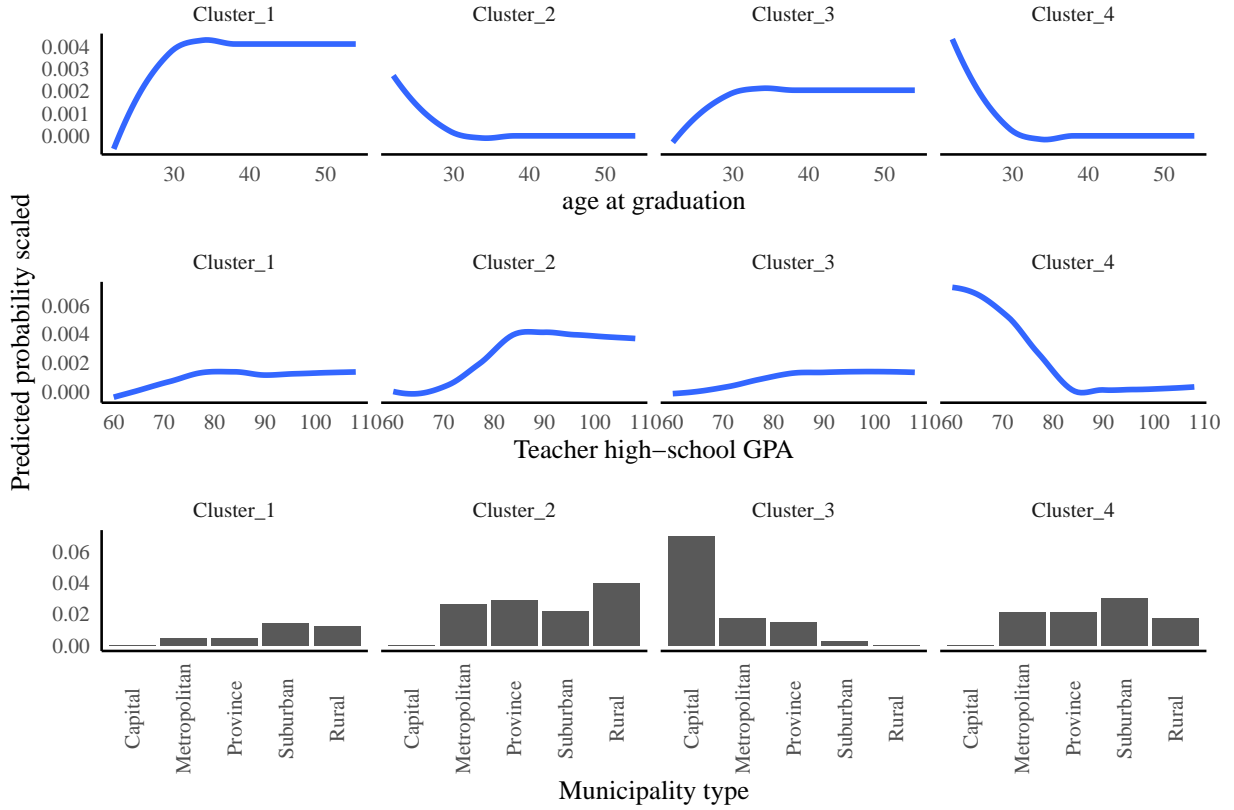 Cluster_1 Cluster_2 Cluster_3 Cluster_4
0.004
0.003
0.002
0.001
0.000
30 40 50 30 40 50 30 40 50 30 40 50
age at graduation
Predicted probability scaled
Cluster_1 Cluster_2 Cluster_3 Cluster_4
0.006
0.004
0.002
0.000
60 70 80 90 100 110 60 70 80 90 100 110 60 70 80 90 100 110 60 70 80 90 100 110
Teacher high−school GPA
Cluster_1 Cluster_2 Cluster_3 Cluster_4
0.06
0.04
0.02
0.00
Capital Metropolitan Province Suburban Rural Capital Metropolitan Province Suburban Rural Capital Metropolitan Province Suburban Rural Capital Metropolitan Province Suburban Rural
Municipality type